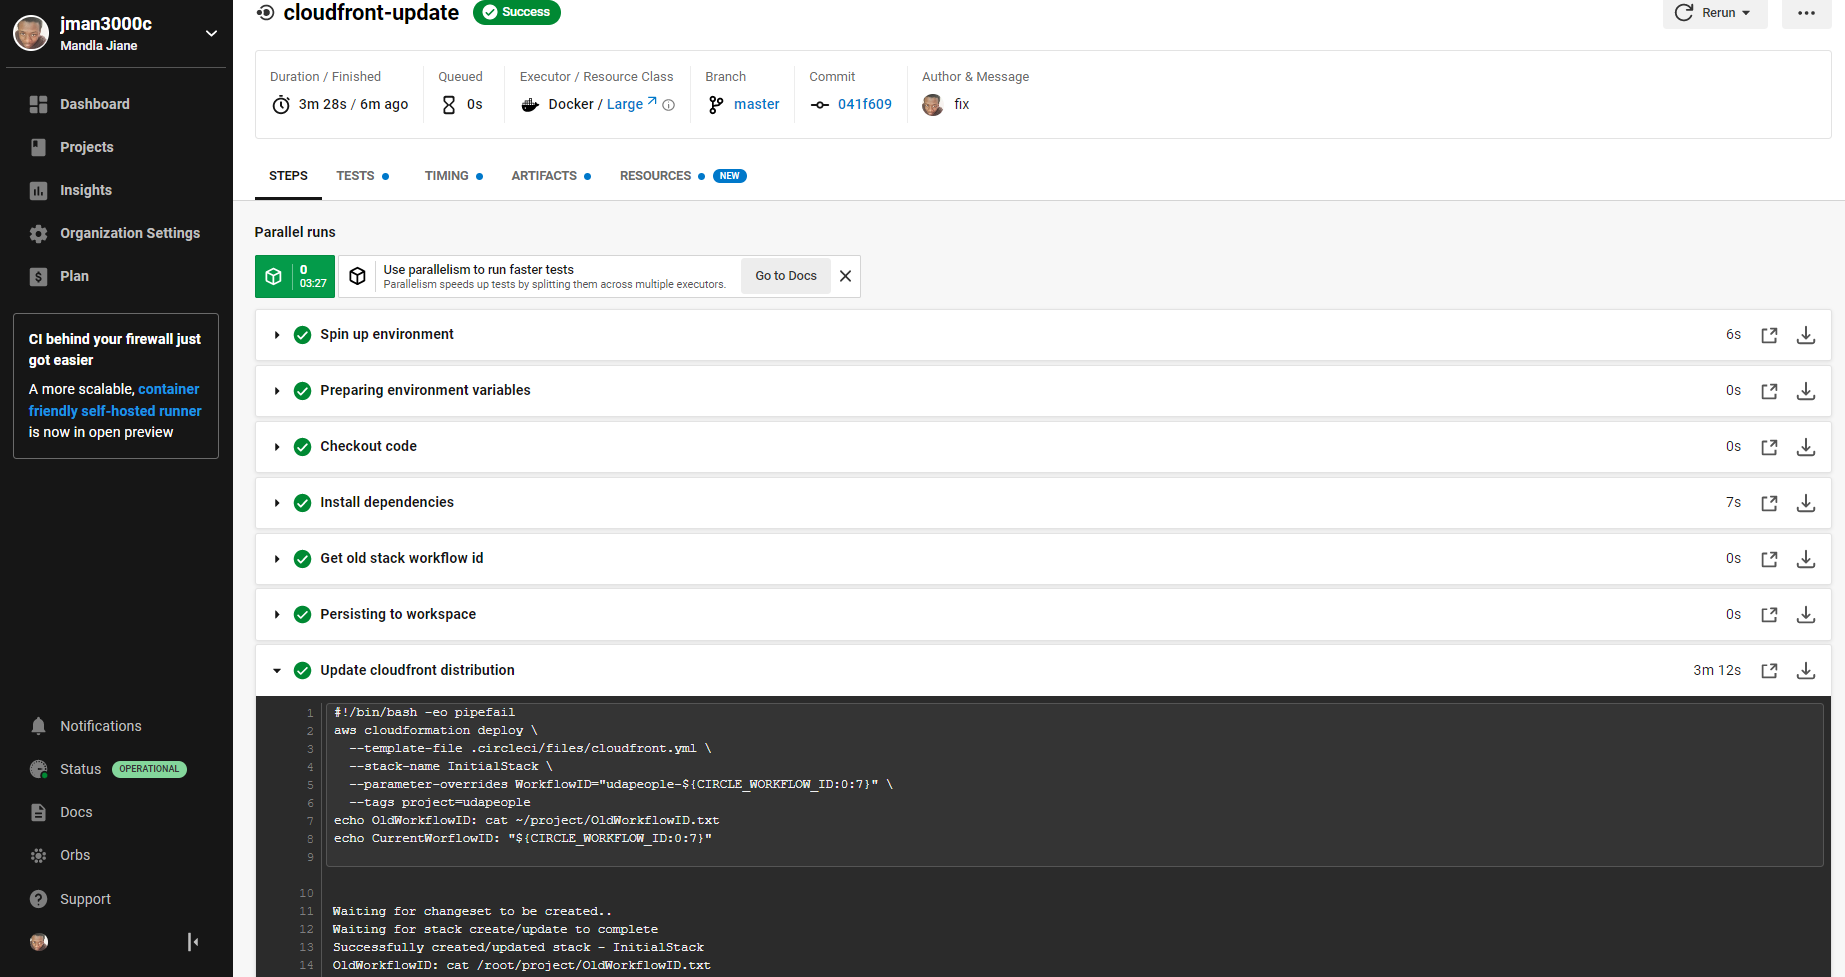 jman3000c
Mandla Jiane
Dashboard
Projects
Insights
Organization Settings
Plan
CI behind your firewall just
got easier
A more scalable, container
friendly self-hosted runner
is now in open preview
Notifications
Status OPERATIONAL
Docs
Orbs
Support
cloudfront-update Success
Rerun
Duration / Finished Queued Executor / Resource Class Branch Commit Author & Message
3m 28s / 6m ago 0s Docker / Large master 041f609 fix
STEPS TESTS TIMING ARTIFACTS RESOURCES NEW
Parallel runs
0
03:27
Use parallelism to run faster tests
Parallelism speeds up tests by splitting them across multiple executors.
Go to Docs
Spin up environment 6s
Preparing environment variables 0s
Checkout code 0s
Install dependencies 7s
Get old stack workflow id 0s
Persisting to workspace 0s
Update cloudfront distribution 3m 12s
1 #!/bin/bash -eo pipefail
2 aws cloudformation deploy \
3 --template-file .circleci/files/cloudfront.yml \
4 --stack-name InitialStack \
5 --parameter-overrides WorkflowID="udapeople-${CIRCLE_WORKFLOW_ID:0:7}" \
6 --tags project=udapeople
7 echo OldWorkflowID: cat ~/project/OldWorkflowID.txt
8 echo CurrentWorflowID: "${CIRCLE_WORKFLOW_ID:0:7}"
9
10
11 Waiting for changeset to be created..
12 Waiting for stack create/update to complete
13 Successfully created/updated stack - InitialStack
14 OldWorkflowID: cat /root/project/OldWorkflowID.txt